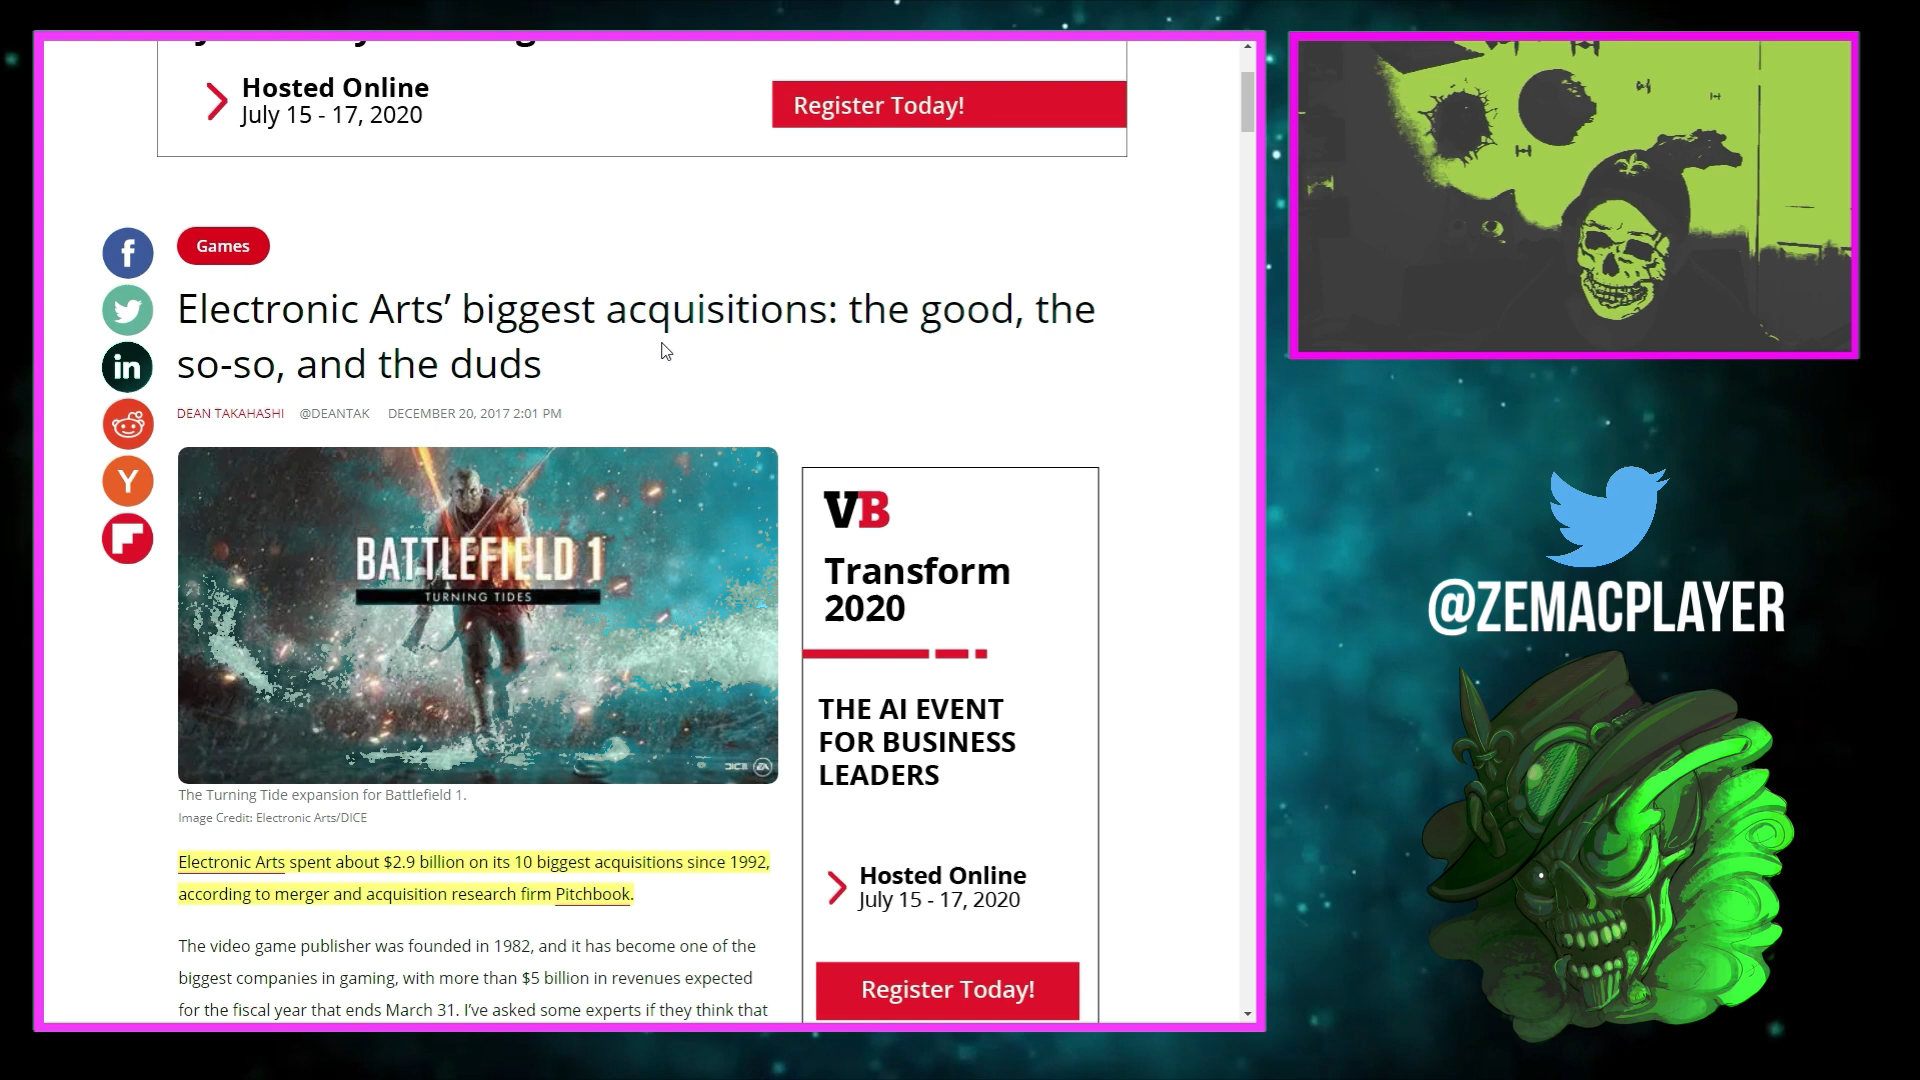 Hosted Online
July 15 - 17, 2020
Register Today!
Games
Electronic Arts’ biggest acquisitions: the good, the
so-so, and the duds
DEAN TAKAHASHI @DEANTAK DECEMBER 20, 2017 2:01 PM
BATTLEFIELD 1
TURNING TIDES
DICE EA
The Turning Tide expansion for Battlefield 1.
Image Credit: Electronic Arts/DICE
Electronic Arts spent about $2.9 billion on its 10 biggest acquisitions since 1992,
according to merger and acquisition research firm Pitchbook.
The video game publisher was founded in 1982, and it has become one of the
biggest companies in gaming, with more than $5 billion in revenues expected
for the fiscal year that ends March 31. I’ve asked some experts if they think that
VB
Transform
2020
THE AI EVENT
FOR BUSINESS
LEADERS
Hosted Online
July 15 - 17, 2020
Register Today!
@ZEMACPLAYER